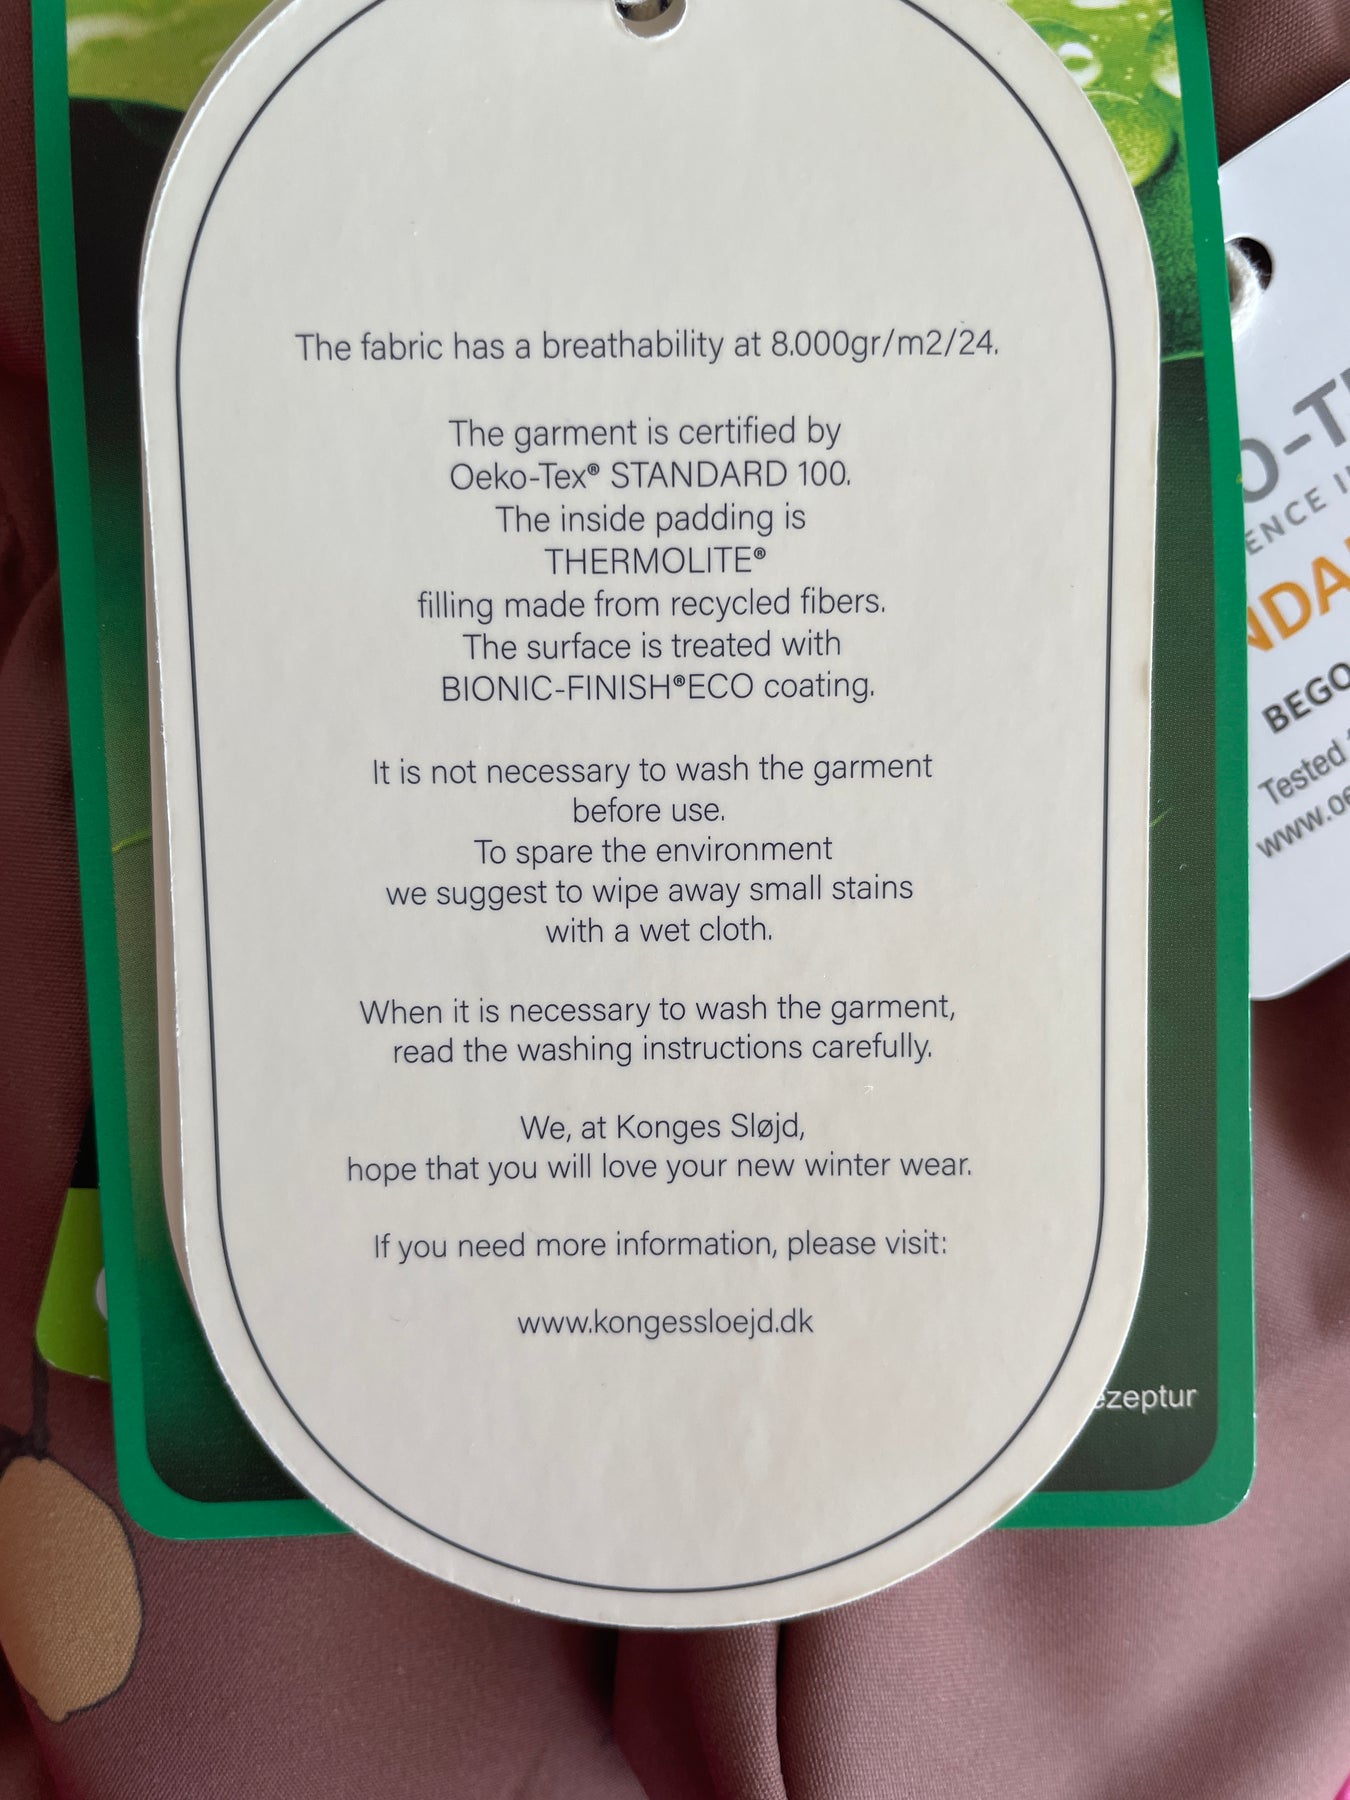 The fabric has a breathability at 8.000gr/m2/24.
The garment is certified by
Oeko-Tex® STANDARD 100.
The inside padding is
THERMOLITE®
filling made from recycled fibers.
The surface is treated with
BIONIC-FINISH®ECO coating.
It is not necessary to wash the garment
before use.
To spare the environment
we suggest to wipe away small stains
with a wet cloth.
When it is necessary to wash the garment,
read the washing instructions carefully.
We, at Konges Sløjd,
hope that you will love your new winter wear.
If you need more information, please visit:
www.kongessloejd.dk
Tested